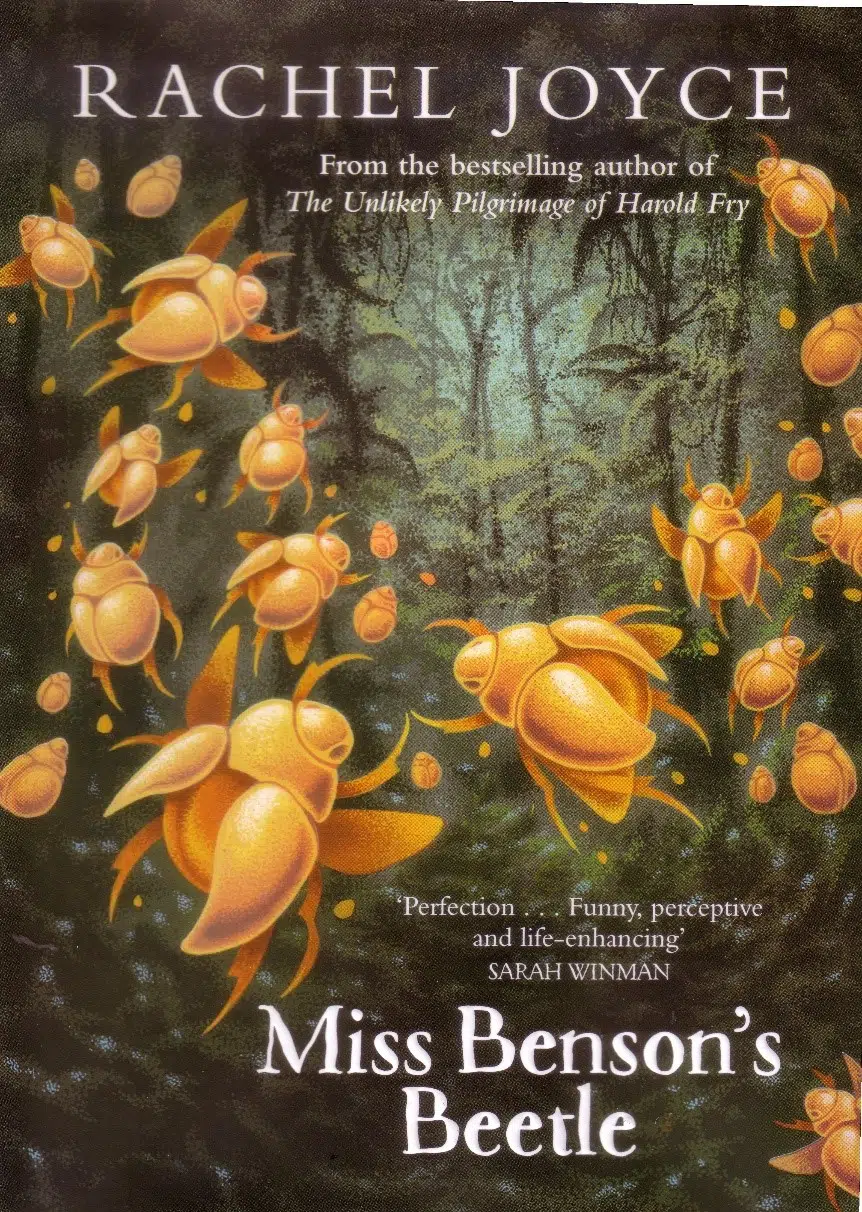 RACHEL JOYCE
From the bestselling author of
The Unlikely Pilgrimage of Harold Fry
‘Perfection . . . Funny, perceptive
and life-enhancing’
SARAH WINMAN
Miss Benson’s
Beetle